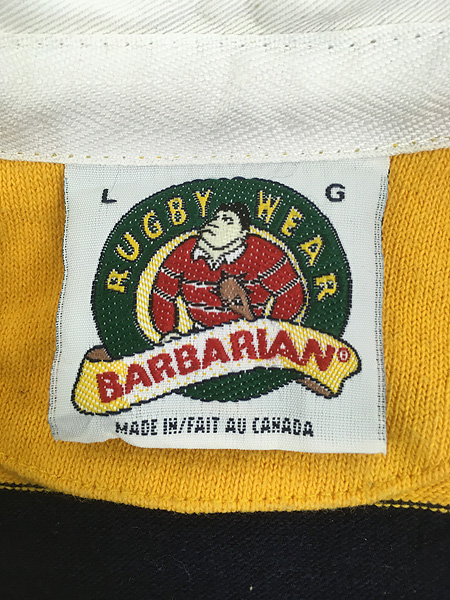 L G
RUGBY WEAR
BARBARIAN®
MADE IN/FAIT AU CANADA